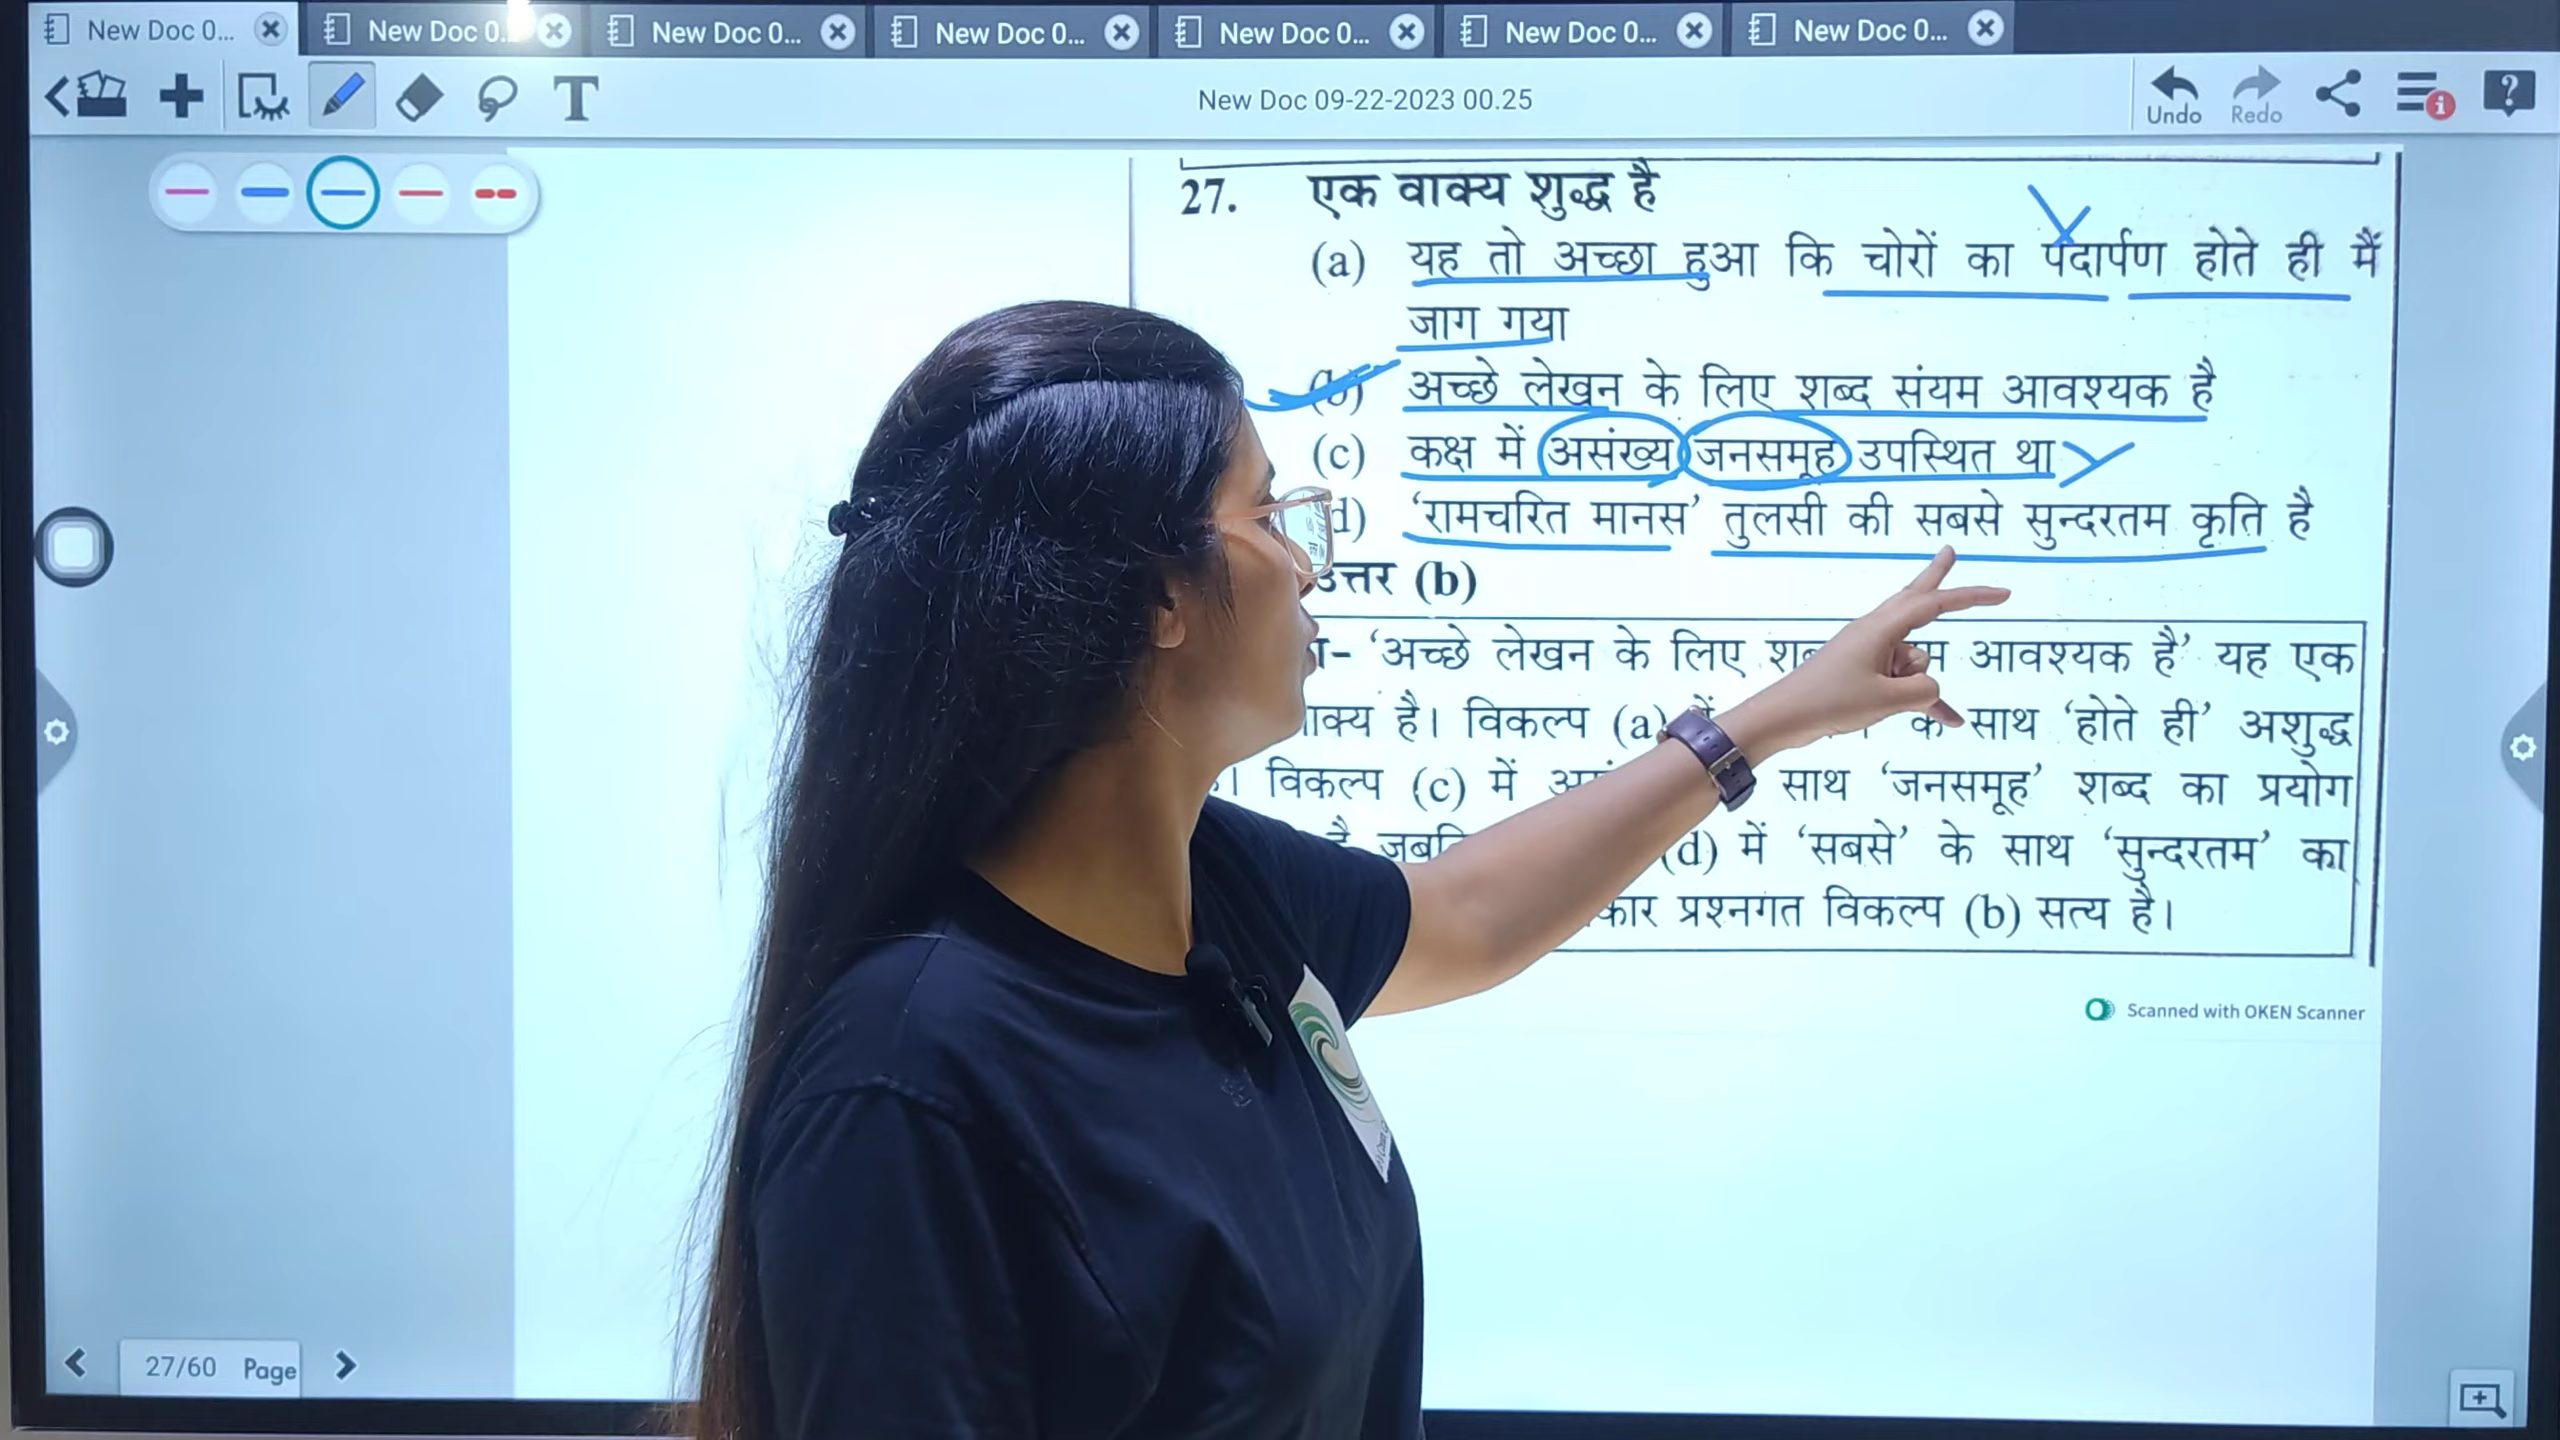 New Doc 0... New Doc 0. New Doc 0... New Doc 0... New Doc 0... New Doc 0... New Doc 0...
T New Doc 09-22-2023 00.25 Undo Redo
27. एक वाक्य शुद्ध है
(a) यह तो अच्छा हुआ कि चोरों का पदार्पण होते ही मैं
जाग गया
(b) अच्छे लेखन के लिए शब्द संयम आवश्यक है
(c) कक्ष में असंख्य जनसमूह उपस्थित था
d) 'रामचरित मानस' तुलसी की सबसे सुन्दरतम कृति है
उत्तर (b)
– 'अच्छे लेखन के लिए आवश्यक है' यह एक
है। विकल्प (a) में के साथ 'होते ही' अशुद्ध
। विकल्प (c) में साथ 'जनसमूह' शब्द का प्रयोग
है (d) में 'सबसे' के साथ 'सुन्दरतम' का
प्रश्नगत विकल्प (b) सत्य है।
Scanned with OKEN Scanner
27/60 Page